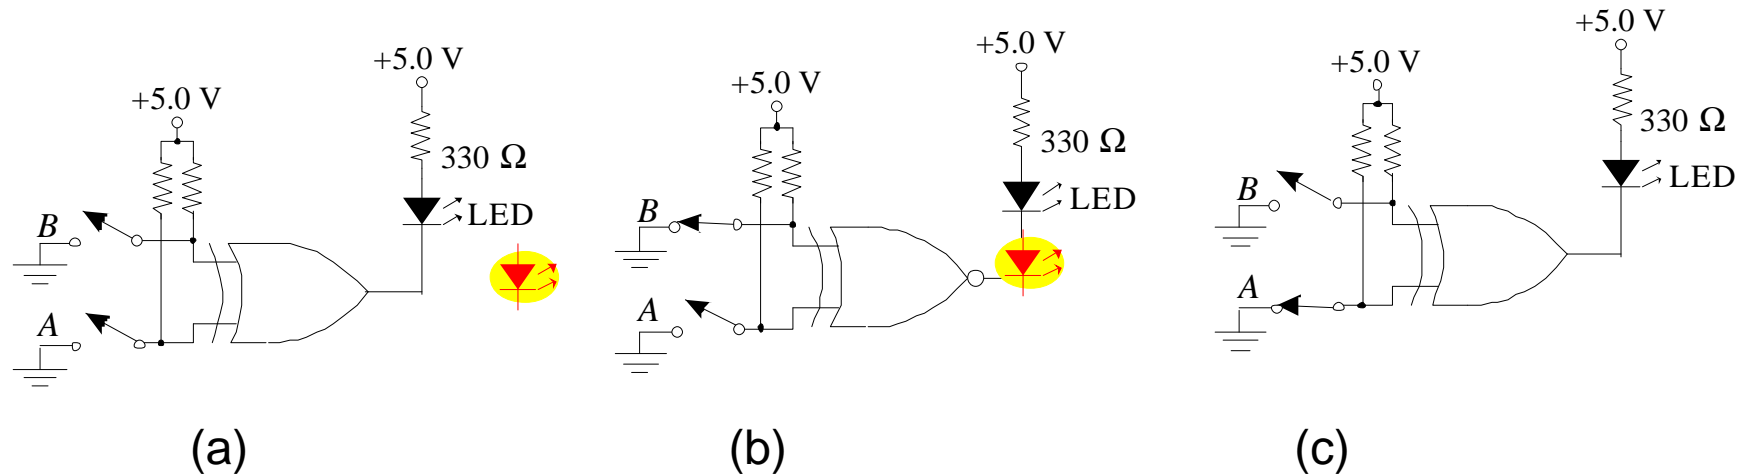 +5.0 V
+5.0 V
330 Ω
LED
B
A
(a)
+5.0 V
+5.0 V
330 Ω
LED
B
A
(b)
+5.0 V
+5.0 V
330 Ω
LED
B
A
(c)